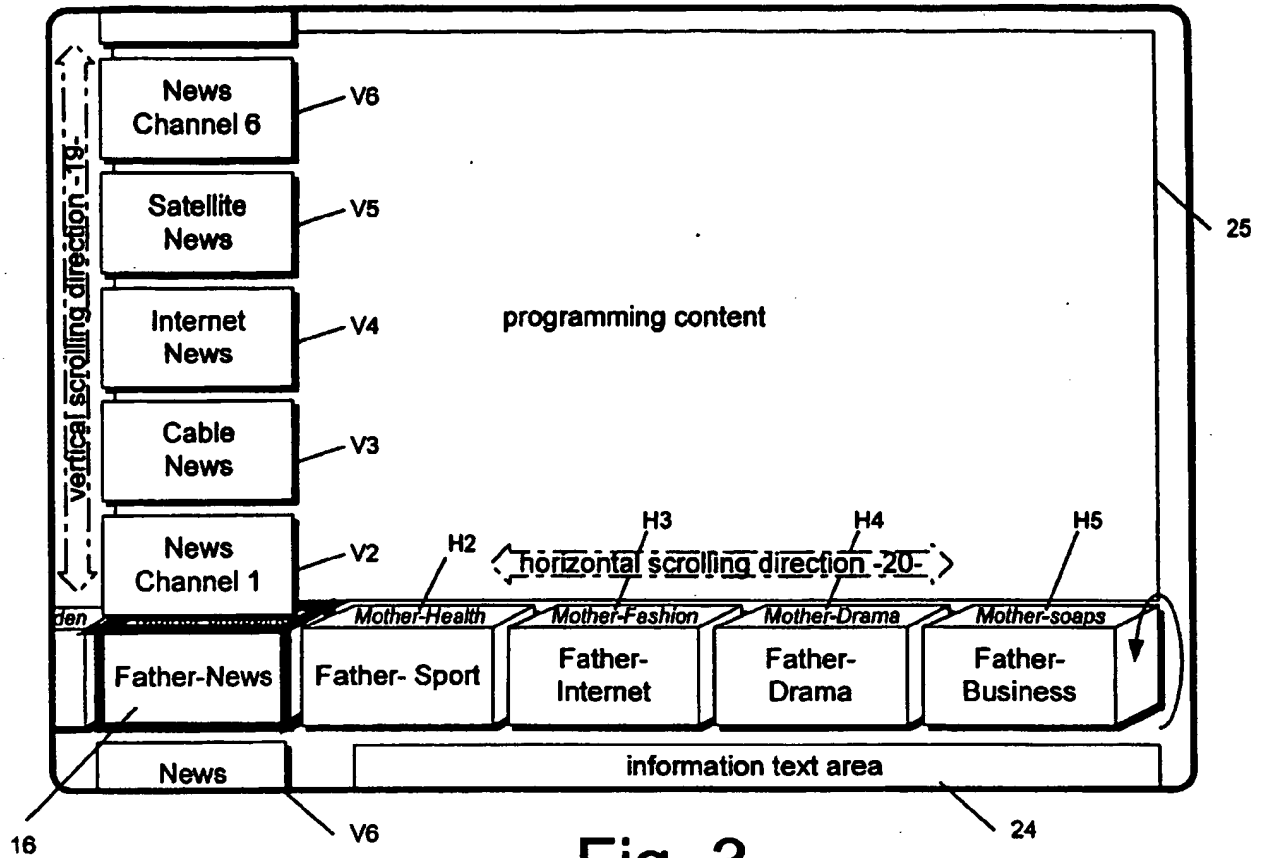 News
Channel 6
V6
Satellite
News
V5
25
vertical scrolling direction -19-
Internet
News
V4
programming content
Cable
News
V3
News
Channel 1
V2
H2
H3
H4
H5
horizontal scrolling direction -20-
den
Mother-Health
Mother-Fashion
Mother-Drama
Mother-soaps
Father-News
Father- Sport
Father-
Internet
Father-
Drama
Father-
Business
News
information text area
16
V6
24
Fig.